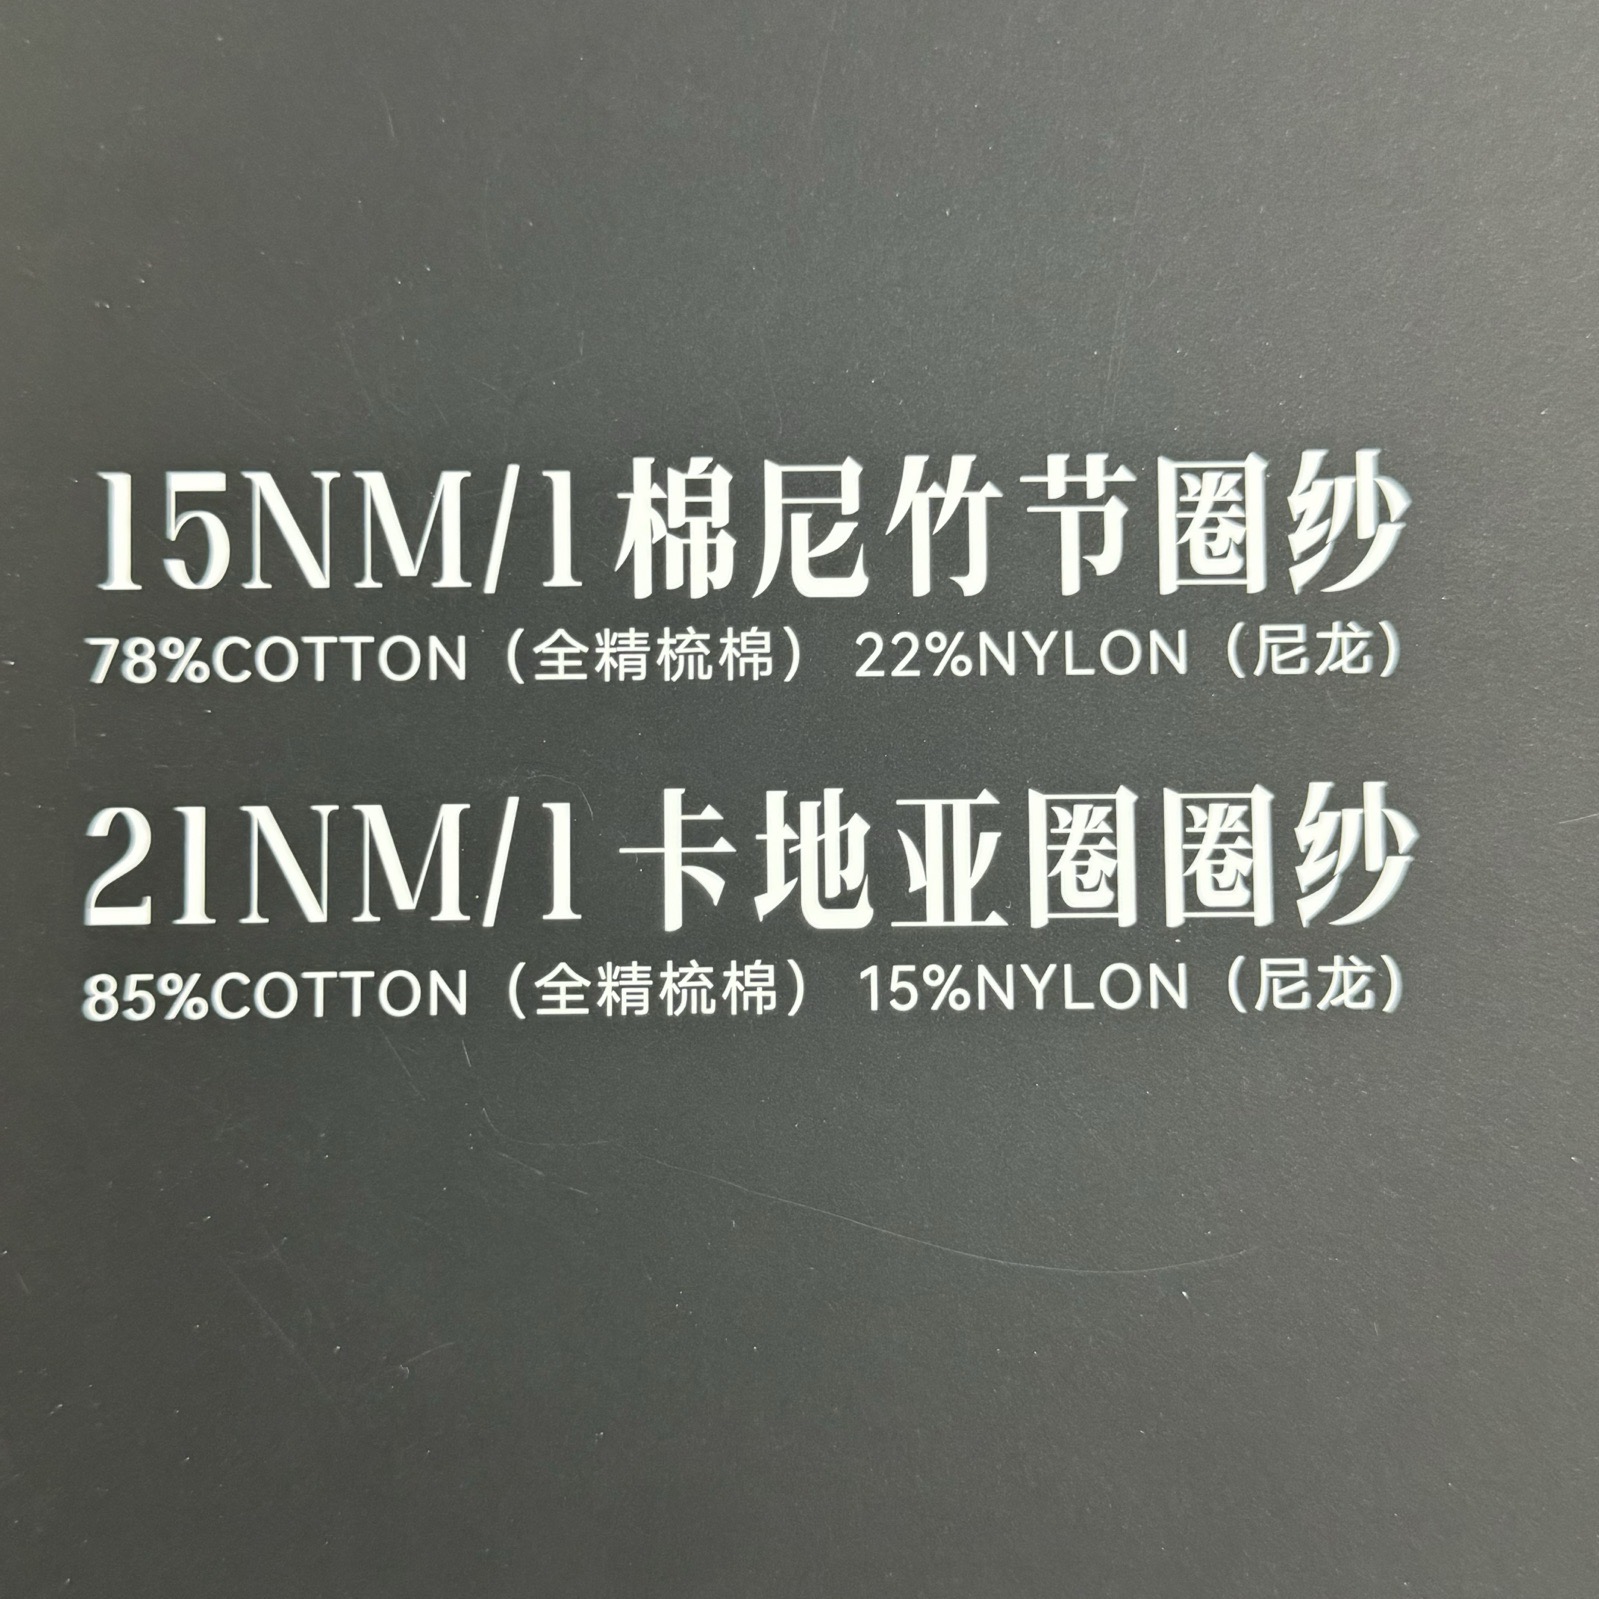 15NM/1棉尼竹节圈纱
78%COTTON（全精梳棉） 22%NYLON（尼龙）
21NM/1卡地亚圈圈纱
85%COTTON（全精梳棉） 15%NYLON（尼龙）